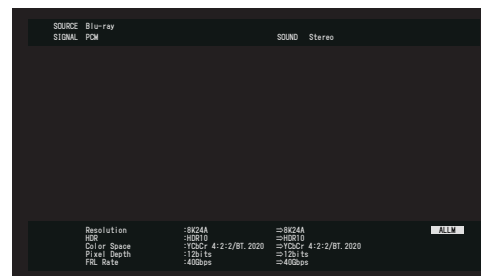 SOURCE Blu-ray
SIGNAL PCM SOUND Stereo
Resolution :8K24A ⇒8K24A ALLM
HDR :HDR10 ⇒HDR10
Color Space :YCbCr 4:2:2/BT.2020 ⇒YCbCr 4:2:2/BT.2020
Pixel Depth :12bits ⇒12bits
FRL Rate :40Gbps ⇒40Gbps